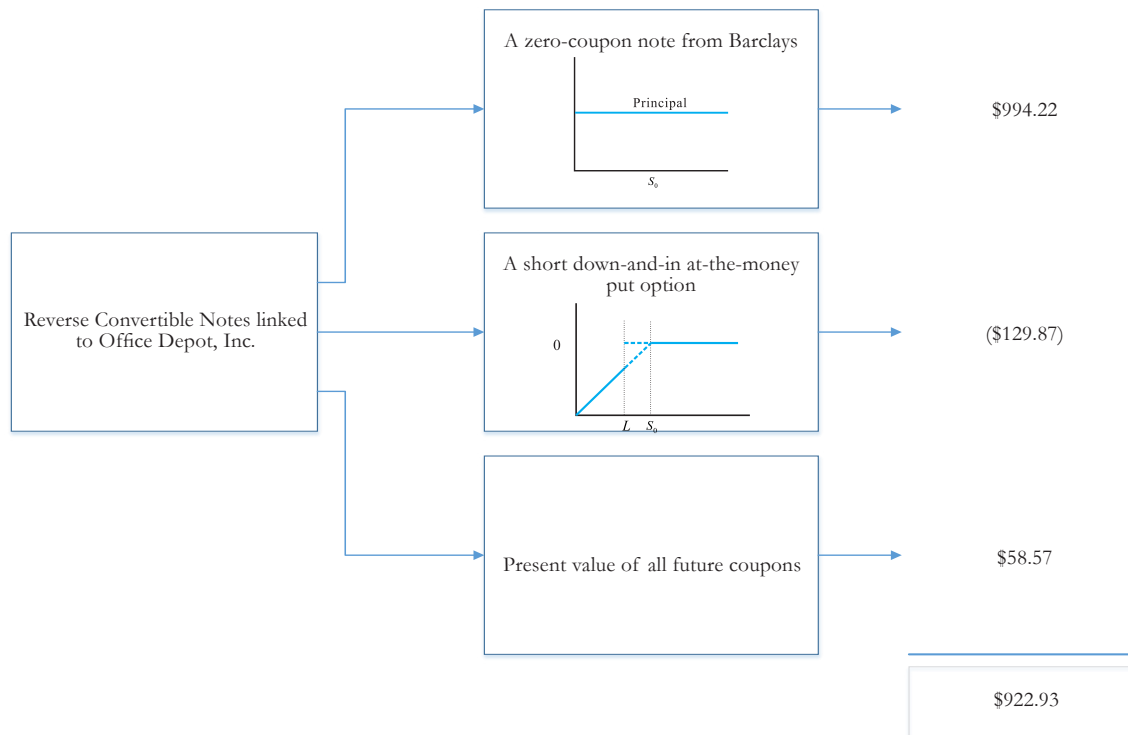 A zero-coupon note from Barclays
Principal
S₀
$994.22
Reverse Convertible Notes linked
to Office Depot, Inc.
A short down-and-in at-the-money
put option
0
L S₀
($129.87)
Present value of all future coupons
$58.57
$922.93